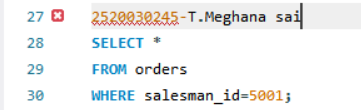 27 2520030245-T.Meghana sai
28 SELECT *
29 FROM orders
30 WHERE salesman_id=5001;